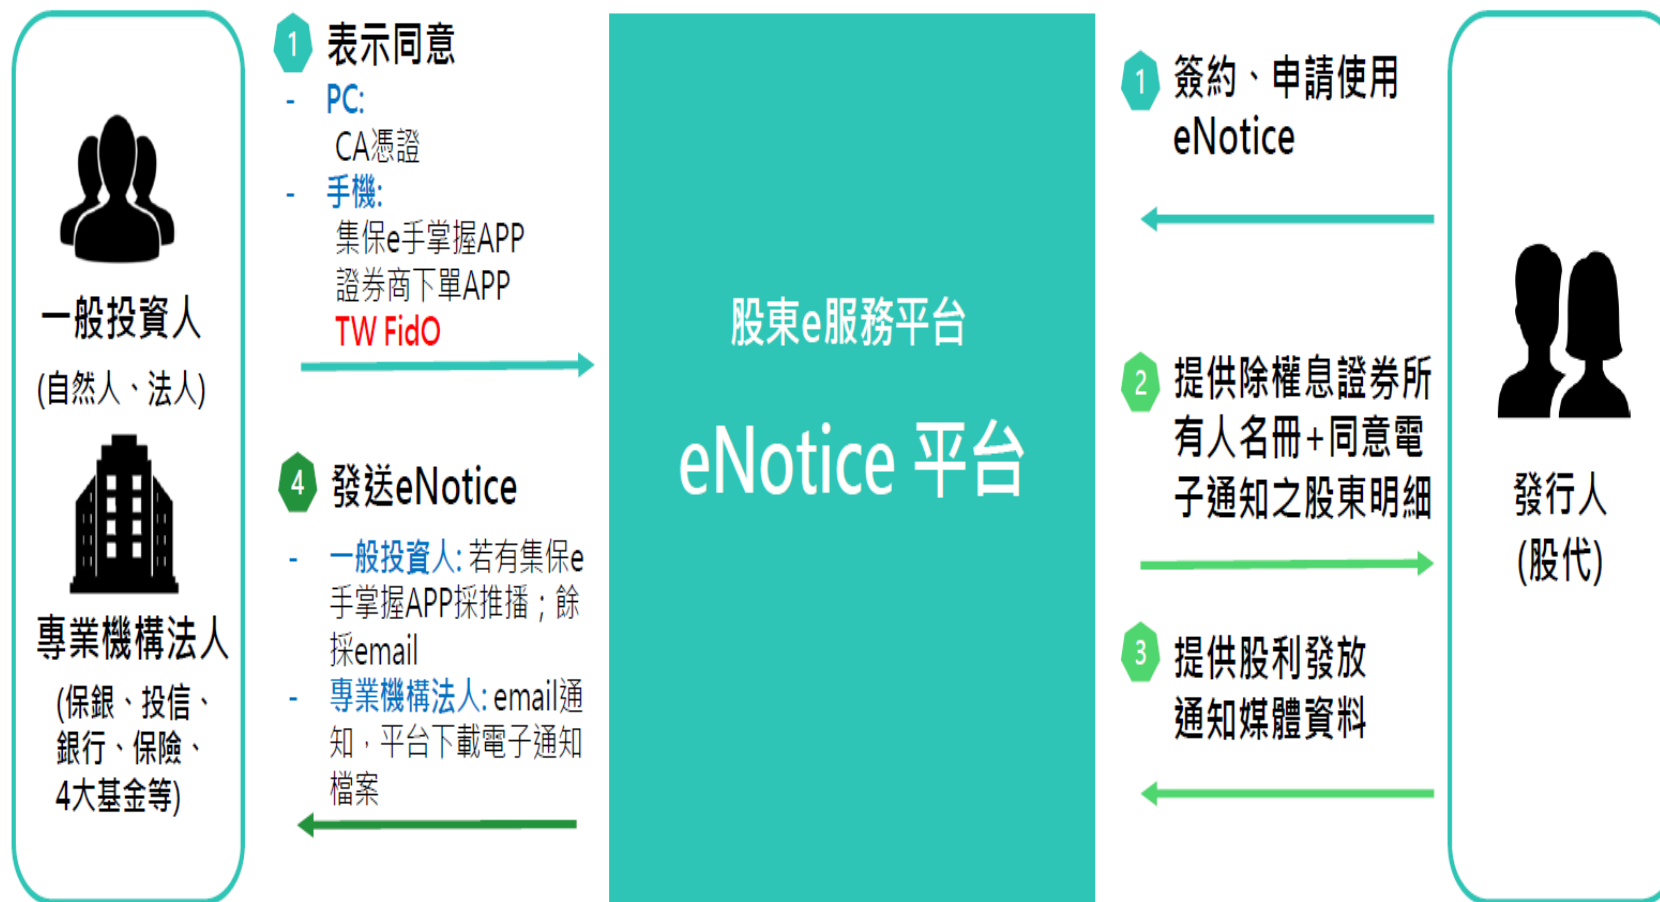 一般投資人
(自然人、法人)
專業機構法人
(保銀、投信、
銀行、保險、
4大基金等)
1 表示同意
- PC:
CA憑證
- 手機:
集保e手掌握APP
證券商下單APP
TW FidO
4 發送eNotice
- 一般投資人: 若有集保e
手掌握APP採推播；餘
採email
- 專業機構法人: email通
知，平台下載電子通知
檔案
股東e服務平台
eNotice 平台
1 簽約、申請使用
eNotice
2 提供除權息證券所
有人名冊+同意電
子通知之股東明細
3 提供股利發放
通知媒體資料
發行人
(股代)